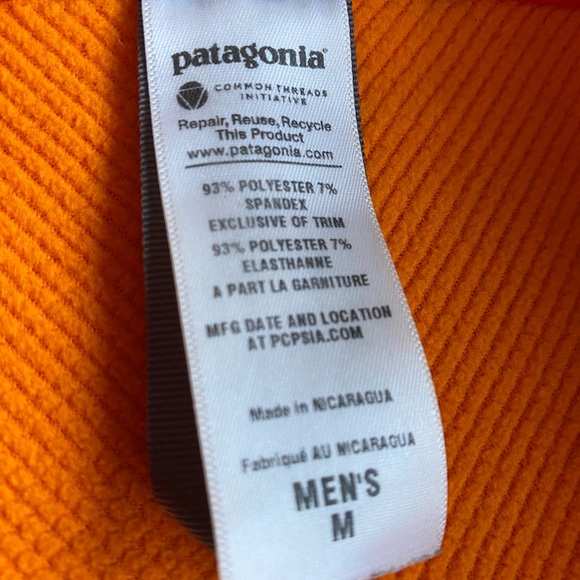 patagonia®
COMMON THREADS
INITIATIVE
Repair, Reuse, Recycle
This Product
www.patagonia.com
93% POLYESTER 7%
SPANDEX
EXCLUSIVE OF TRIM
93% POLYESTER 7%
ELASTHANNE
A PART LA GARNITURE
MFG DATE AND LOCATION
AT PCPSIA.COM
Made in NICARAGUA
Fabriqué AU NICARAGUA
MEN'S
M